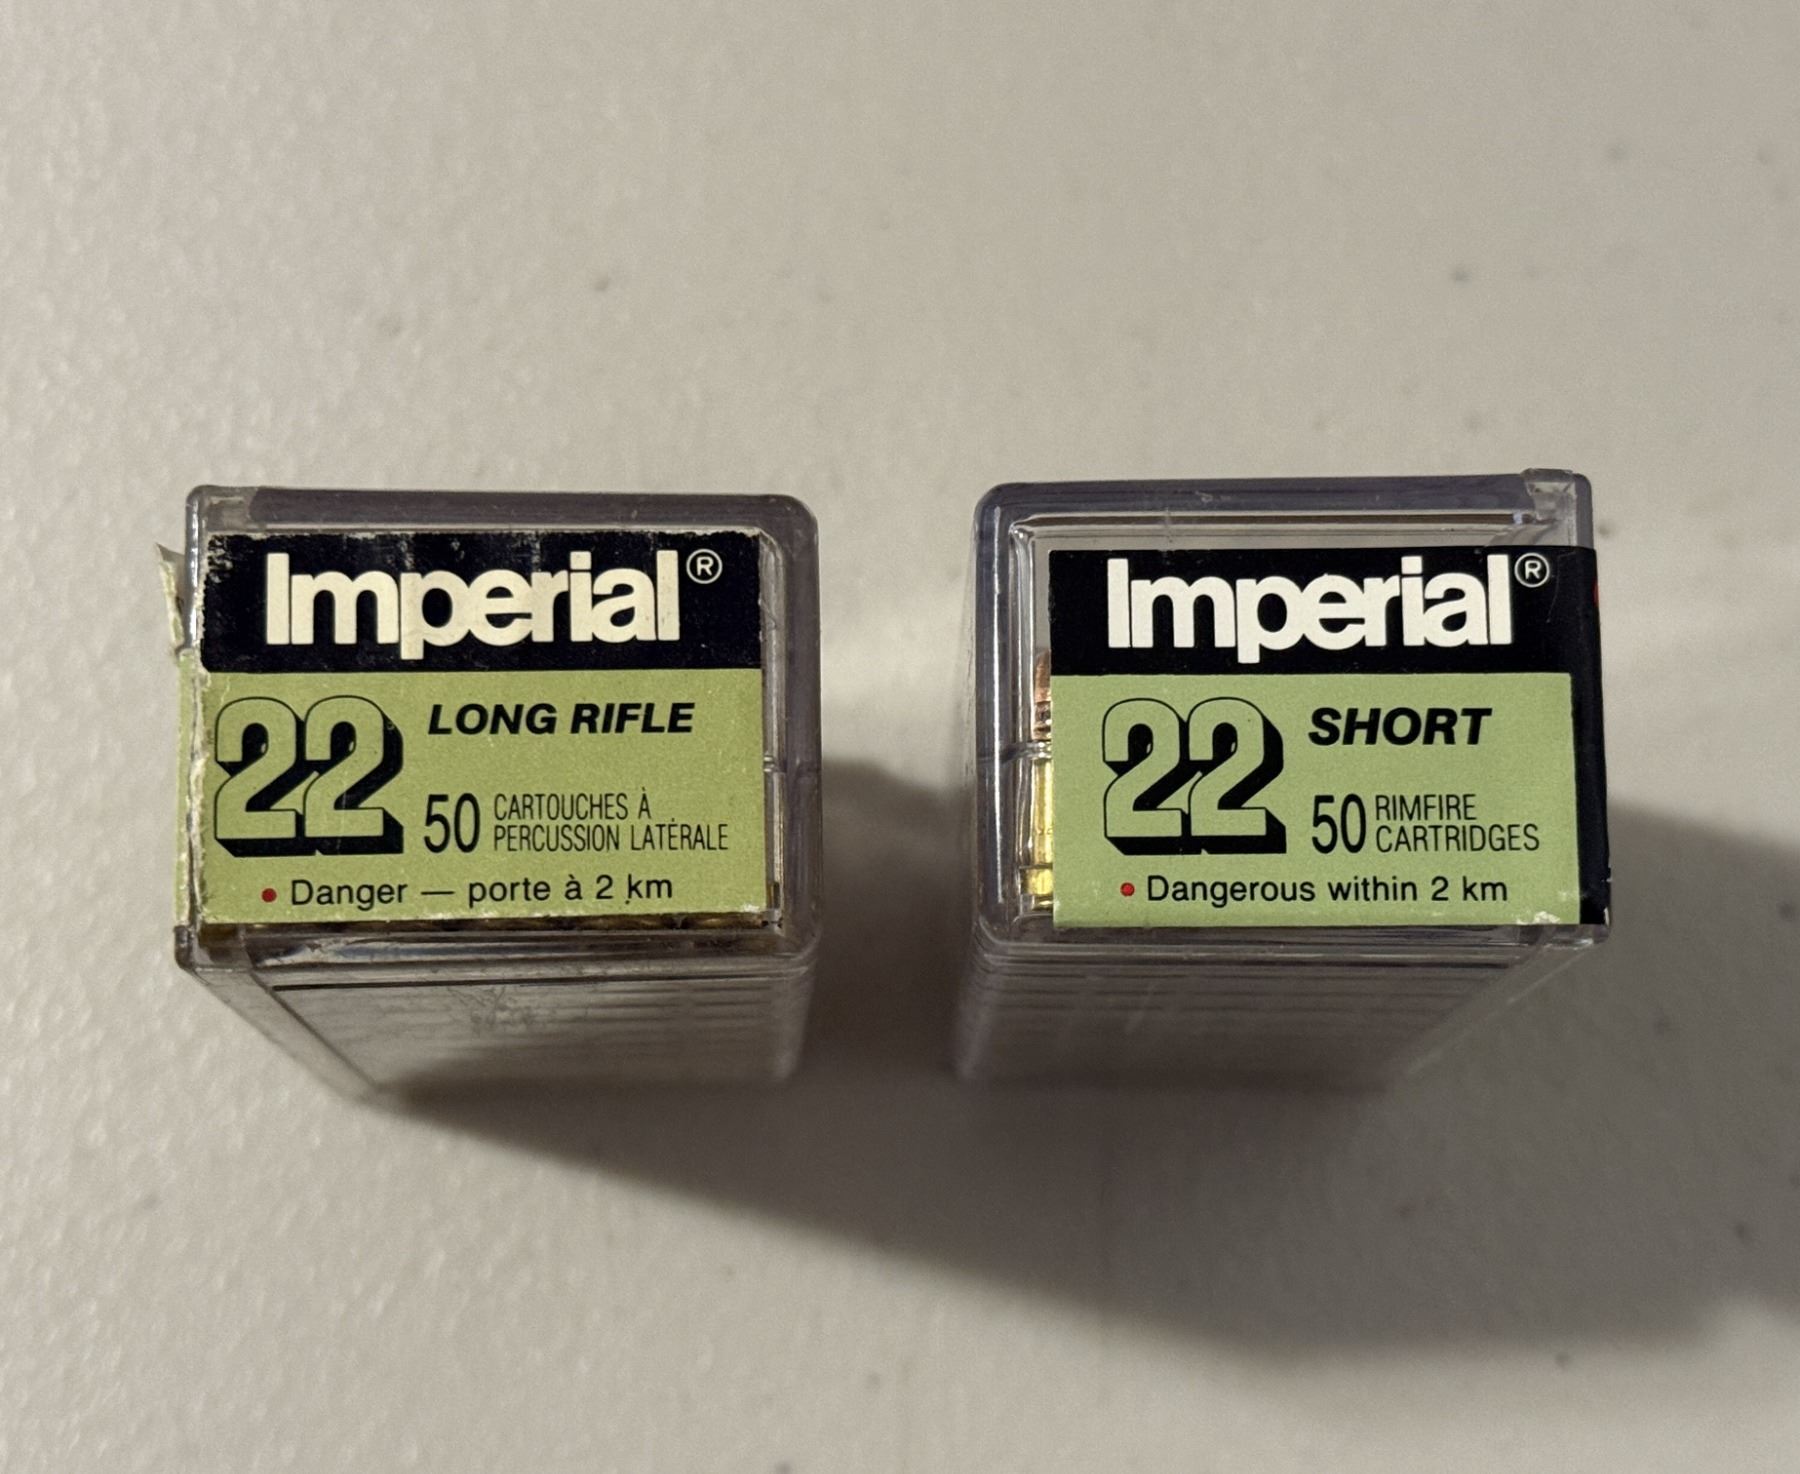 Imperial®
22 LONG RIFLE
50 CARTOUCHES À
PERCUSSION LATÉRALE
• Danger — porte à 2 km
Imperial®
22 SHORT
50 RIMFIRE
CARTRIDGES
• Dangerous within 2 km